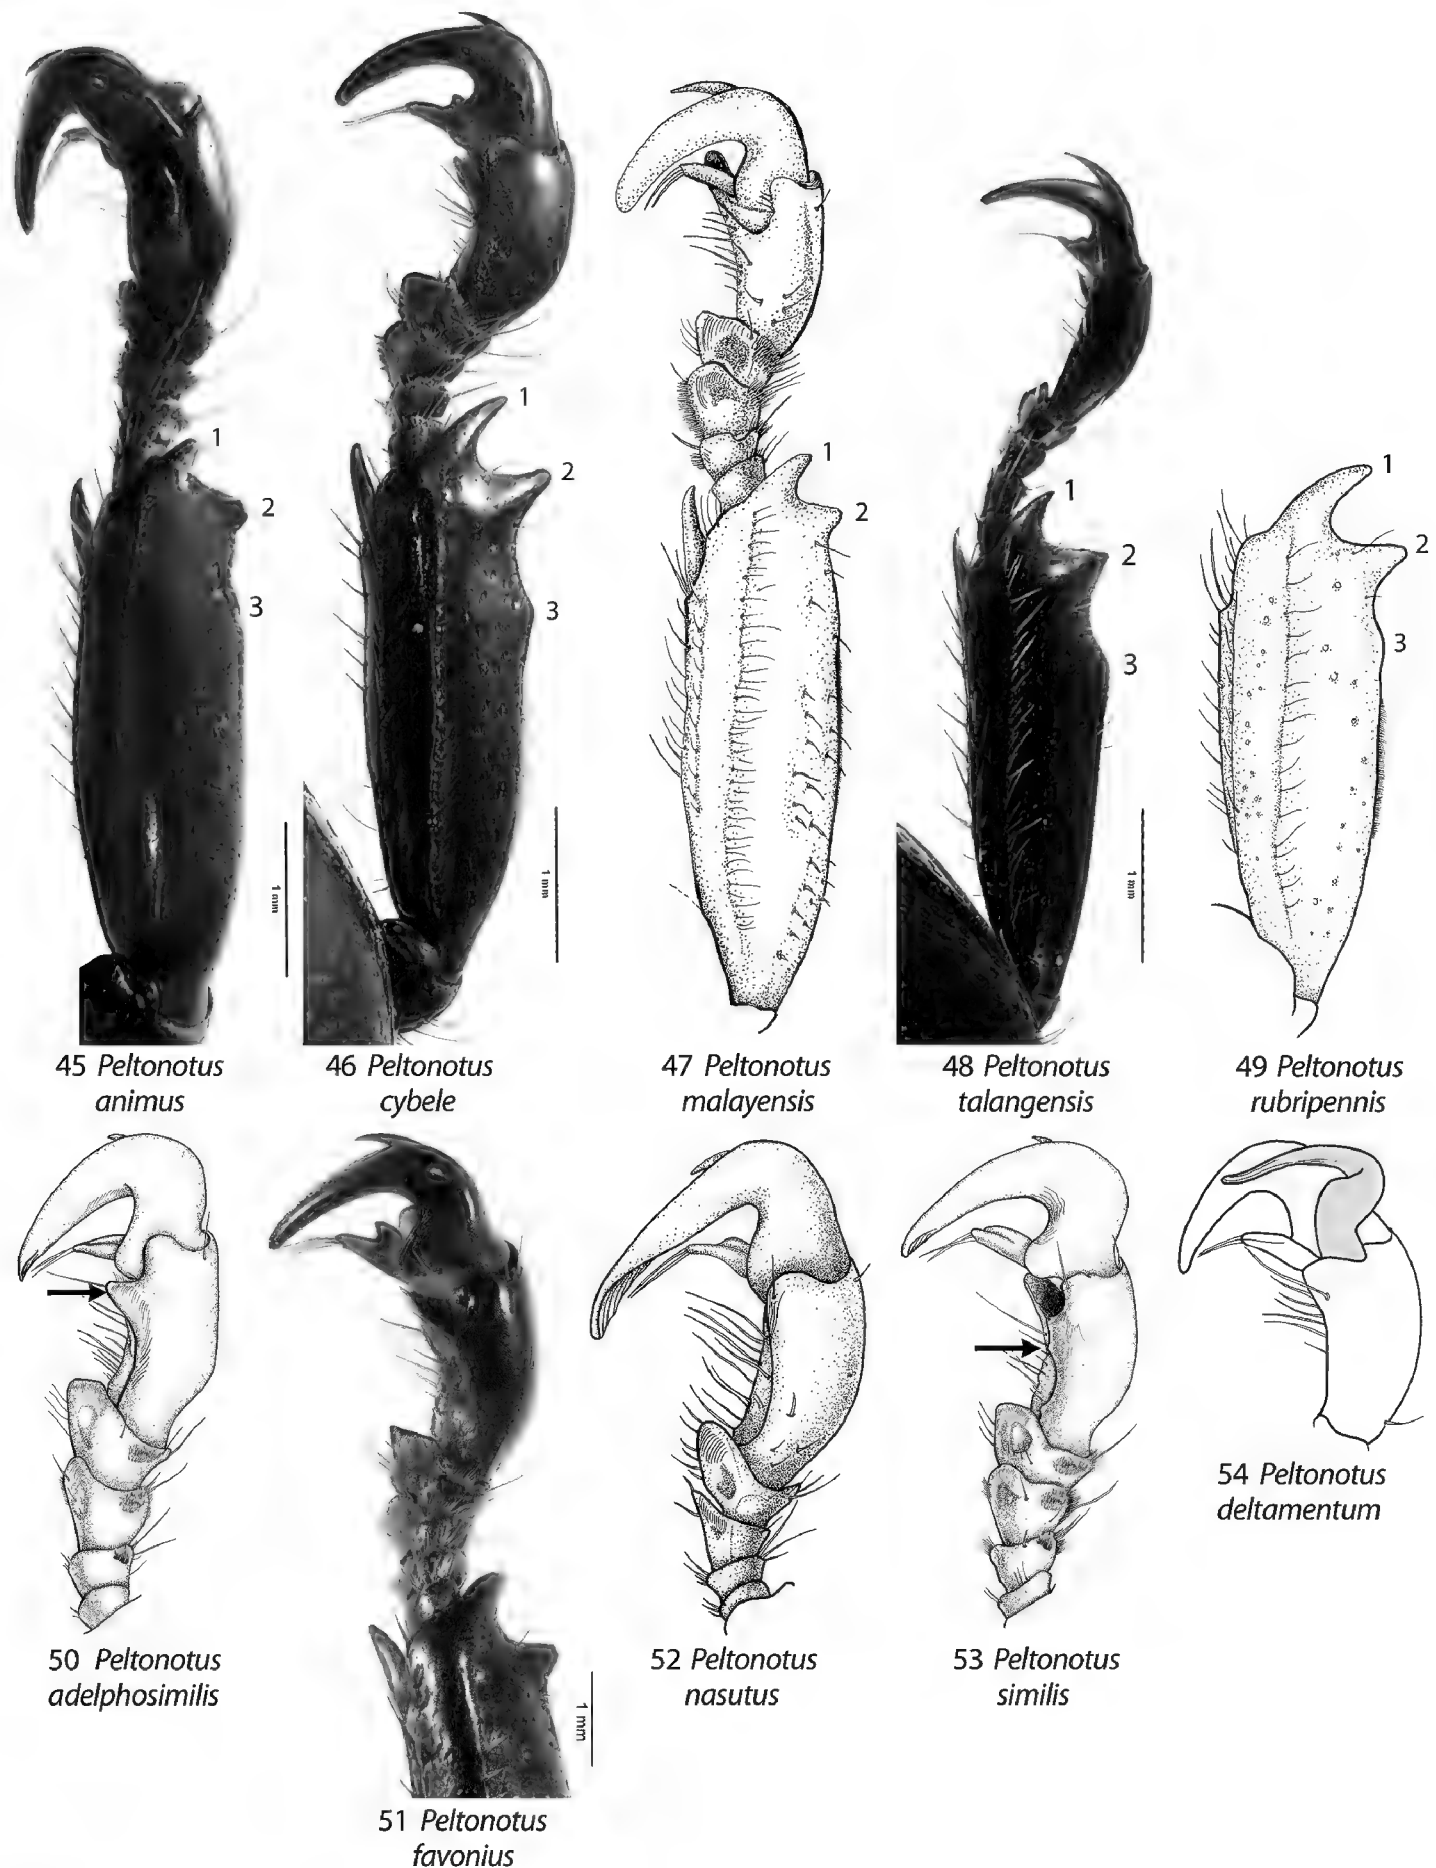 1
2
3
1 mm
45 Peltonotus
animus
1
2
3
1 mm
46 Peltonotus
cybele
1
2
47 Peltonotus
malayensis
1
2
3
1 mm
48 Peltonotus
talangensis
1
2
3
49 Peltonotus
rubripennis
50 Peltonotus
adelphosimilis
1 mm
51 Peltonotus
favonius
52 Peltonotus
nasutus
53 Peltonotus
similis
54 Peltonotus
deltamentum